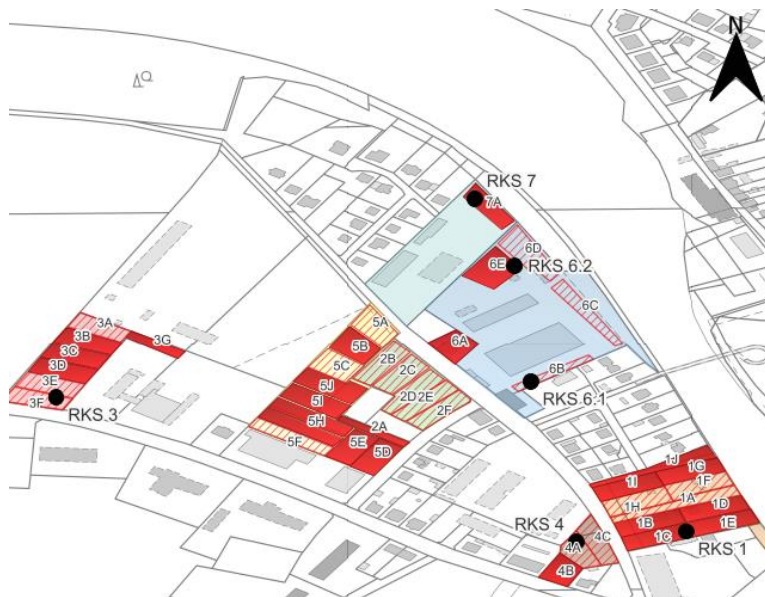 N
RKS 7
7A
6D
6E
RKS 6.2
6C
5A
3A
3B
3G
5B
6A
3C
2B
5C
2C
3D
6B
3E
5J
RKS 6.1
3F
RKS 3
5I
2D
2E
2F
5H
2A
5F
5E
5D
1J
1G
1I
1F
1A
1H
1D
RKS 4
1B
1E
4A
4C
1C
RKS 1
4B